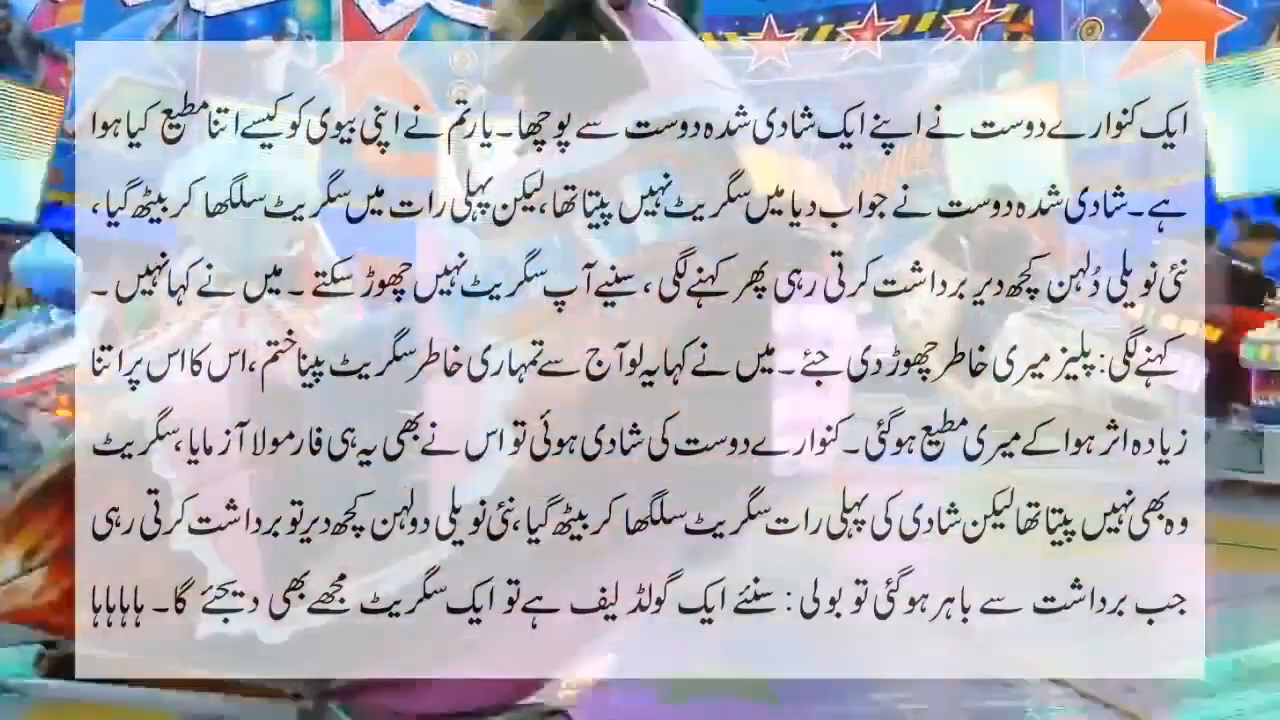 ایک کنوارے دوست نے اپنے ایک شادی شدہ دوست سے پوچھا۔ یار تم نے اپنی بیوی کو کیسے اتنا مطیع کیا ہوا
ہے۔ شادی شدہ دوست نے جواب دیا میں سگریٹ نہیں پیتا تھا، لیکن پہلی رات میں سگریٹ سلگھا کر بیٹھ گیا،
نئی نویلی دُلہن کچھ دیر برداشت کرتی رہی پھر کہنے لگی، سنیے آپ سگریٹ نہیں چھوڑ سکتے۔ میں نے کہا نہیں۔
کہنے لگی: پلیز میری خاطر چھوڑ دی جئے۔ میں نے کہا یہ لو آج سے تمہاری خاطر سگریٹ پینا ختم، اس کا اس پر اتنا
زیادہ اثر ہوا کے میری مطیع ہوگئی۔ کنوارے دوست کی شادی ہوئی تو اس نے بھی یہ ہی فارمولا آزمایا، سگریٹ
وہ بھی نہیں پیتا تھا لیکن شادی کی پہلی رات سگریٹ سلگھا کر بیٹھ گیا، نئی نویلی دولہن کچھ دیر تو برداشت کرتی رہی
جب برداشت سے باہر ہوگئی تو بولی: سنئے ایک گولڈ لیف ہے تو ایک سگریٹ مجھے بھی دیجئے گا۔ ہاہاہاہا